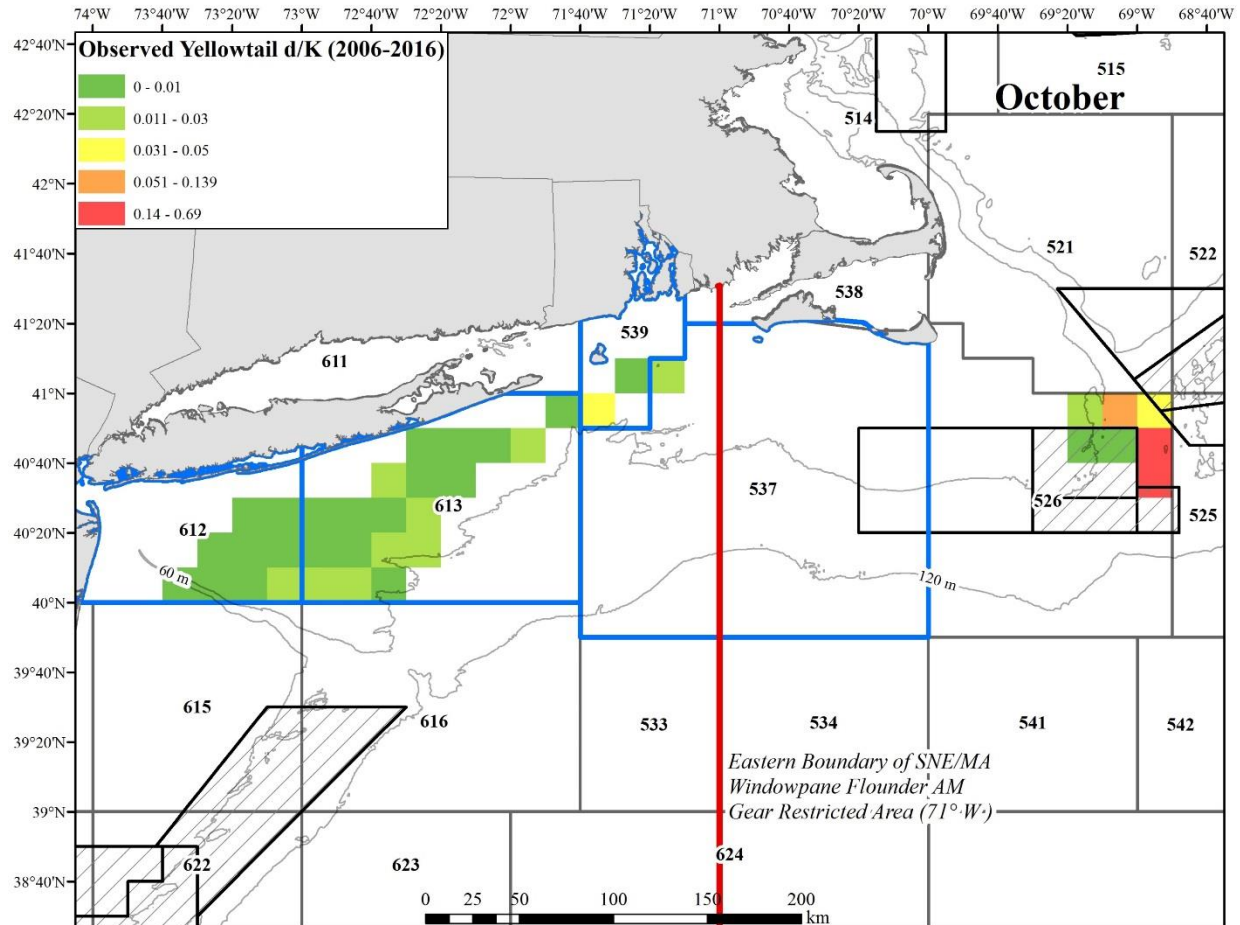 74°W 73°40'W 73°20'W 73°W 72°40'W 72°20'W 72°W 71°40'W 71°20'W 71°W 70°40'W 70°20'W 70°W 69°40'W 69°20'W 69°W 68°40'W
42°40'N
42°20'N
42°N
41°40'N
41°20'N
41°N
40°40'N
40°20'N
40°N
39°40'N
39°20'N
39°N
38°40'N
Observed Yellowtail d/K (2006-2016)
0 - 0.01
0.011 - 0.03
0.031 - 0.05
0.051 - 0.139
0.14 - 0.69
515
October
514
521
522
538
539
611
537
526
525
612
613
60 m
120 m
615
616
533
534
541
542
Eastern Boundary of SNE/MA
Windowpane Flounder AM
Gear Restricted Area (71° W)
622
623
624
0 25 50 100 150 200
km